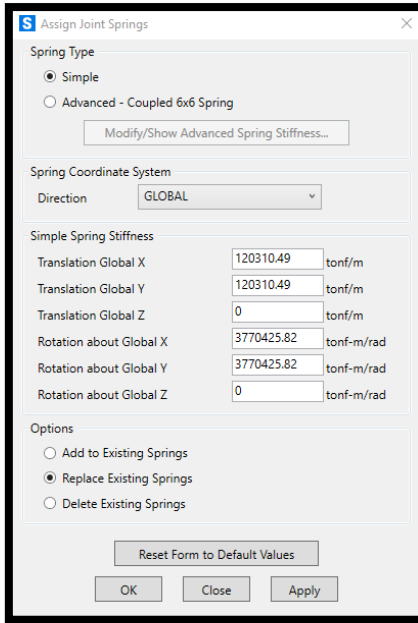 S Assign Joint Springs
Spring Type
Simple
Advanced - Coupled 6x6 Spring
Modify/Show Advanced Spring Stiffness...
Spring Coordinate System
Direction GLOBAL
Simple Spring Stiffness
Translation Global X 120310.49 tonf/m
Translation Global Y 120310.49 tonf/m
Translation Global Z 0 tonf/m
Rotation about Global X 3770425.82 tonf-m/rad
Rotation about Global Y 3770425.82 tonf-m/rad
Rotation about Global Z 0 tonf-m/rad
Options
Add to Existing Springs
Replace Existing Springs
Delete Existing Springs
Reset Form to Default Values
OK Close Apply